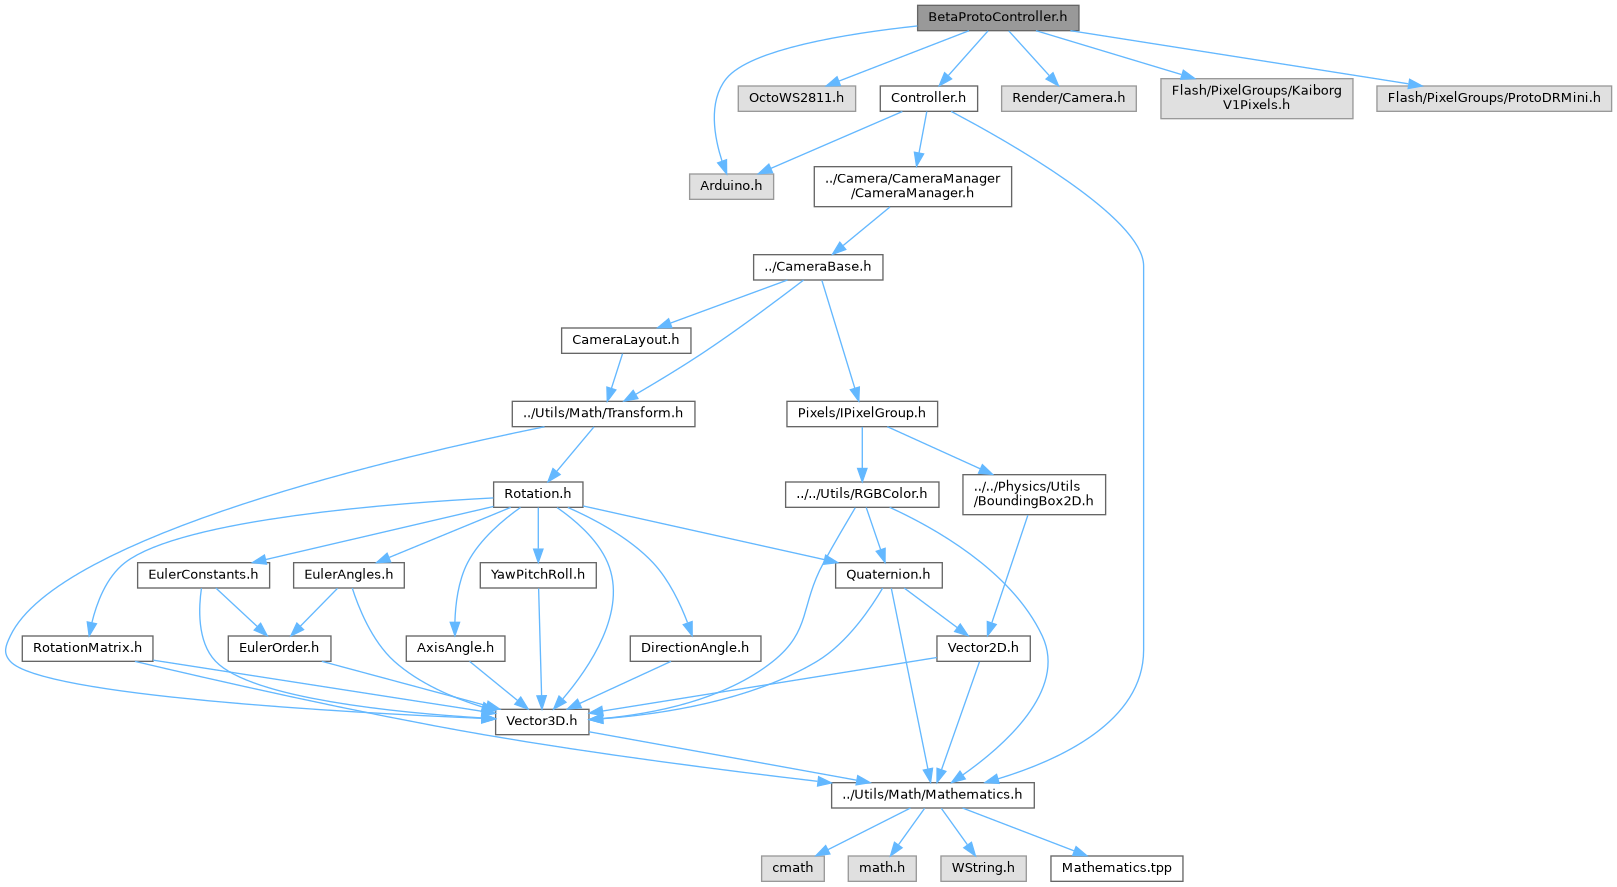 BetaProtoController.h
OctoWS2811.h
Controller.h
Render/Camera.h
Flash/PixelGroups/Kaiborg
V1Pixels.h
Flash/PixelGroups/ProtoDRMini.h
Arduino.h
../Camera/CameraManager
/CameraManager.h
../CameraBase.h
CameraLayout.h
../Utils/Math/Transform.h
Pixels/IPixelGroup.h
Rotation.h
../../Utils/RGBColor.h
../../Physics/Utils
/BoundingBox2D.h
EulerConstants.h
EulerAngles.h
YawPitchRoll.h
Quaternion.h
RotationMatrix.h
EulerOrder.h
AxisAngle.h
DirectionAngle.h
Vector2D.h
Vector3D.h
../Utils/Math/Mathematics.h
cmath
math.h
WString.h
Mathematics.tpp